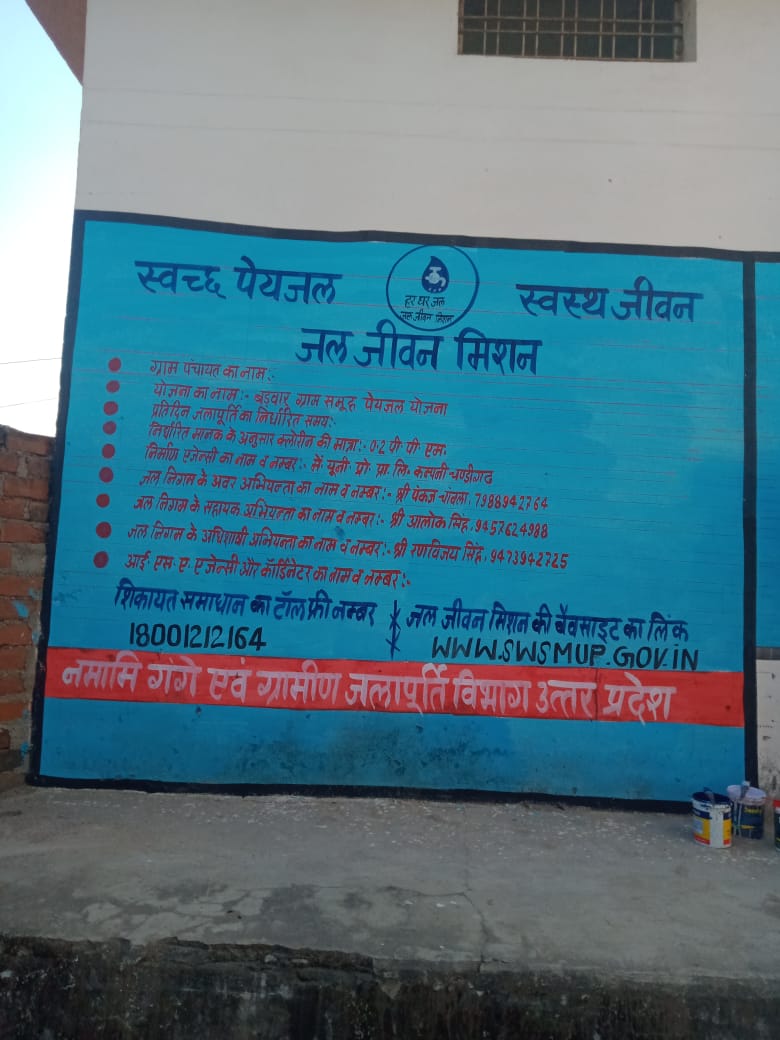 स्वच्छ पेयजल
हर घर जल
जल जीवन मिशन
स्वस्थ जीवन
जल जीवन मिशन
ग्राम पंचायत का नाम:-
योजना का नाम:- बड़वार ग्राम समूह पेयजल योजना
प्रतिदिन जलापूर्ति का निर्धारित समय:-
निर्धारित मानक के अनुसार क्लोरीन की मात्रा:- 0.2 पी पी एम.
निर्माण एजेन्सी का नाम व नम्बर:- में. यूनी प्रो. प्रा. लि. कम्पनी चण्डीगढ़
जल निगम के अवर अभियन्ता का नाम व नम्बर:- श्री पंकज चावला, 7988942764
जल निगम के सहायक अभियन्ता का नाम व नम्बर:- श्री आलोक सिंह, 9457624988
जल निगम के अधिशाषी अभियन्ता का नाम व नम्बर:- श्री रणविजय सिंह, 9473942725
आई. एस. ए. एजेन्सी और कॉर्डिनेटर का नाम व नम्बर:-
शिकायत समाधान का टॉल फ्री नम्बर
18001212164
जल जीवन मिशन की बेवसाइट का लिंक
WWW.SWSMUP.GOV.IN
नमामि गंगे एवं ग्रामीण जलापूर्ति विभाग उत्तर प्रदेश